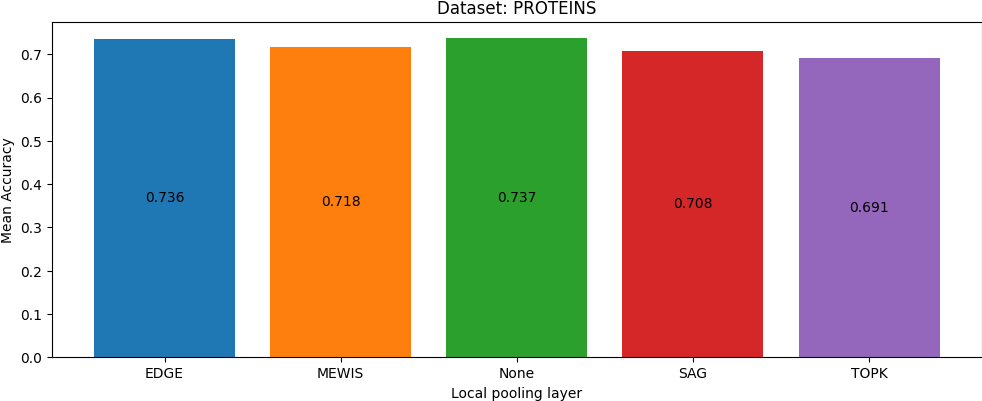 Dataset: PROTEINS
Mean Accuracy
0.7
0.6
0.5
0.4
0.3
0.2
0.1
0.0
0.736
0.718
0.737
0.708
0.691
EDGE
MEWIS
None
SAG
TOPK
Local pooling layer